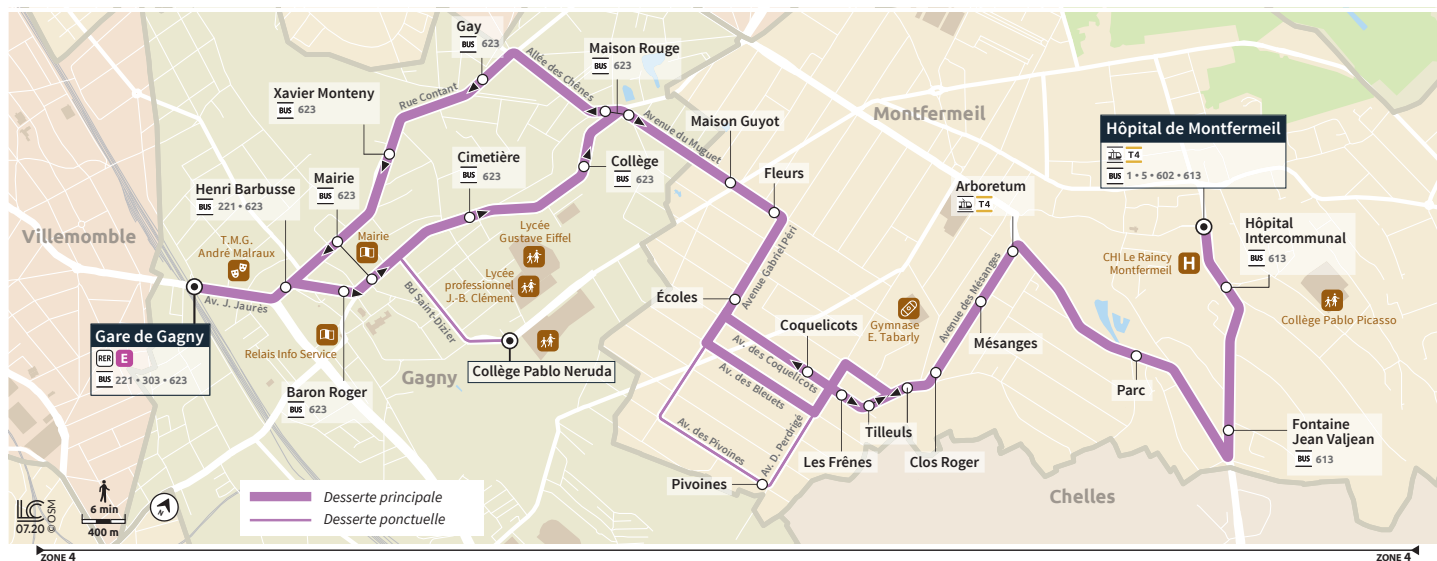 Gay
BUS 623
Maison Rouge
BUS 623
Allée des Chênes
Rue Contant
Xavier Monteny
BUS 623
Avenue du Muguet
Maison Guyot
Montfermeil
Hôpital de Montfermeil
T4
BUS 1 • 5 • 602 • 613
Cimetière
BUS 623
Collège
BUS 623
Fleurs
Mairie
BUS 623
Henri Barbusse
BUS 221 • 623
Arboretum
T4
Villemomble
T.M.G.
Andrè Malraux
Mairie
Lycée
Gustave Eiffel
Lycée
professionnel
J.-B. Clément
Avenue Gabriel Péri
Hôpital
Intercommunal
BUS 613
CHI Le Raincy
Montfermeil
H
Av. J. Jaurès
Bd Saint-Dizier
Écoles
Avenue des Mésanges
Collège Pablo Picasso
Gare de Gagny
RER E
BUS 221 • 303 • 623
Relais Info Service
Coquelicots
Gymnase
E. Tabarly
Mésanges
Av. des Coquelicots
Av. des Bleuets
Collège Pablo Neruda
Gagny
Baron Roger
BUS 623
Parc
Av. des Pivoines
Av. D. Perdrigé
Tilleuls
Les Frênes
Clos Roger
Fontaine
Jean Valjean
BUS 613
Pivoines
Chelles
Desserte principale
Desserte ponctuelle
LC
07.20
© OSM
6 min
400 m
N
ZONE 4
ZONE 4